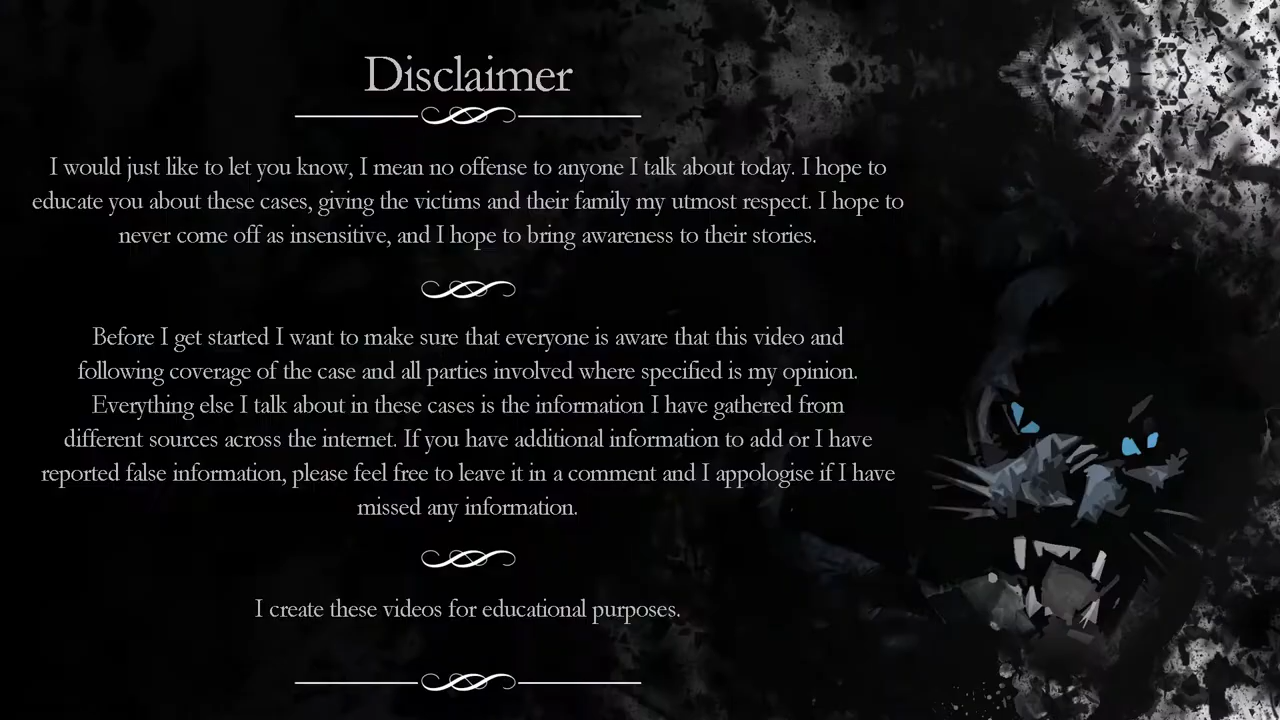 Disclaimer
I would just like to let you know, I mean no offense to anyone I talk about today. I hope to
educate you about these cases, giving the victims and their family my utmost respect. I hope to
never come off as insensitive, and I hope to bring awareness to their stories.
Before I get started I want to make sure that everyone is aware that this video and
following coverage of the case and all parties involved where specified is my opinion.
Everything else I talk about in these cases is the information I have gathered from
different sources across the internet. If you have additional information to add or I have
reported false information, please feel free to leave it in a comment and I appologise if I have
missed any information.
I create these videos for educational purposes.